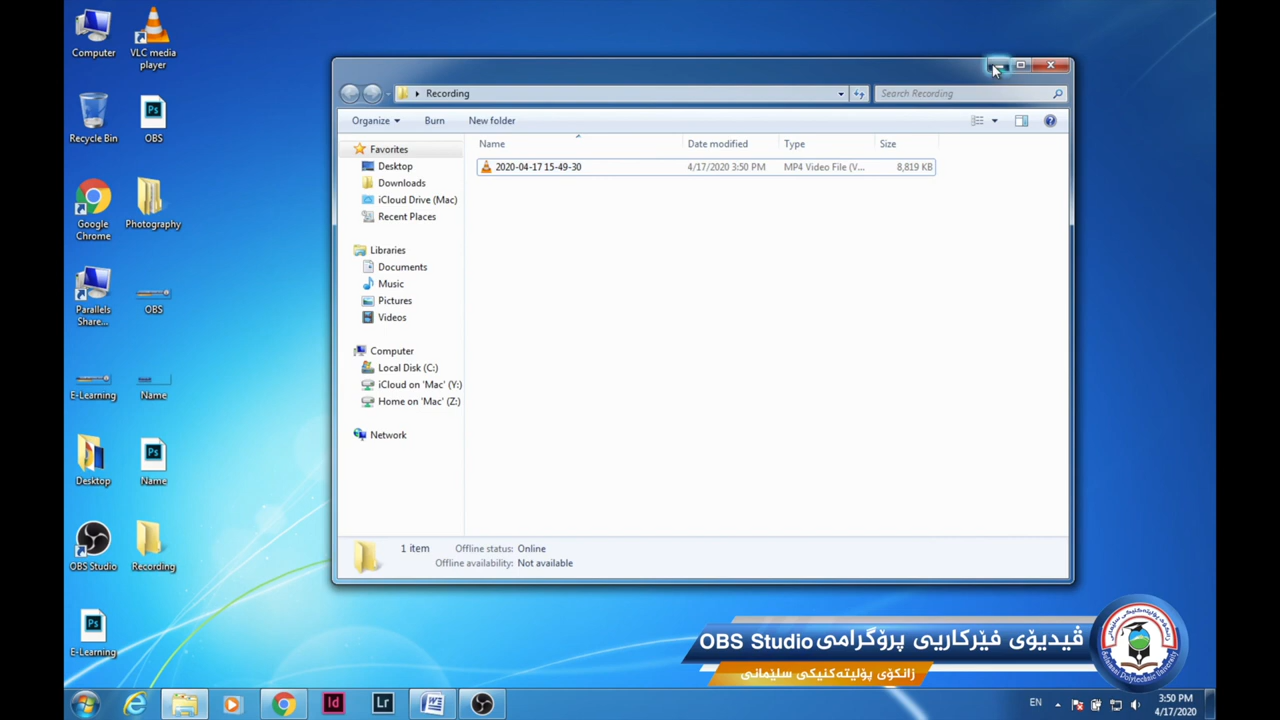 Computer
VLC media
player
Recycle Bin
OBS
Google
Chrome
Photography
Parallels
Share...
OBS
E-Learning
Name
Desktop
Name
OBS Studio
Recording
E-Learning
Recording
Search Recording
Organize
Burn
New folder
Name
Date modified
Type
Size
2020-04-17 15-49-30
4/17/2020 3:50 PM
MP4 Video File (V...
8,819 KB
Favorites
Desktop
Downloads
iCloud Drive (Mac)
Recent Places
Libraries
Documents
Music
Pictures
Videos
Computer
Local Disk (C:)
iCloud on 'Mac' (Y:)
Home on 'Mac' (Z:)
Network
1 item
Offline status: Online
Offline availability: Not available
ڤیدیۆی فێرکاریی پرۆگرامی OBS Studio
زانکۆی پۆلیتەکنیکی سلێمانی
Sulaimani Polytechnic University
EN
3:50 PM
4/17/2020